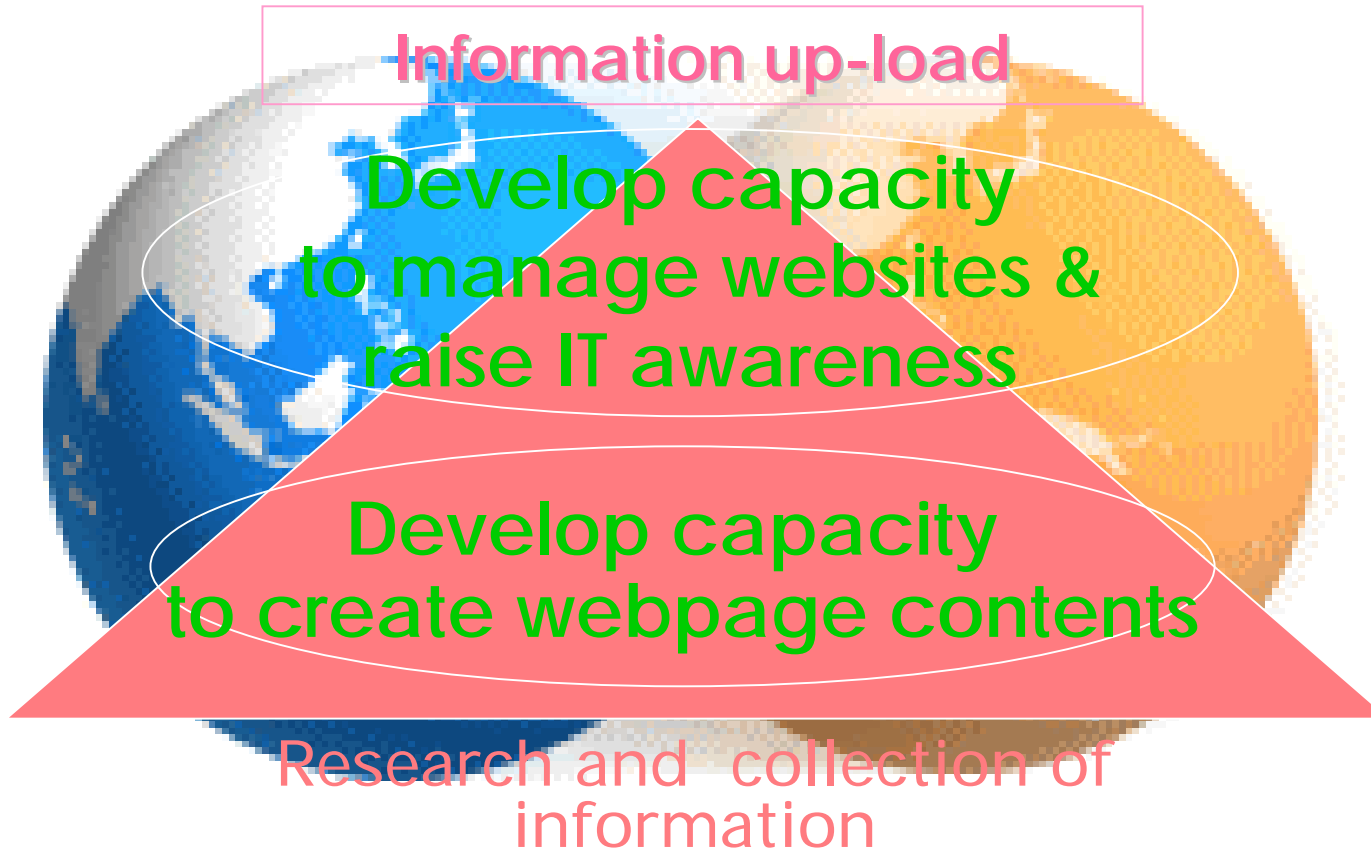 Information up-load
Develop capacity
to manage websites &
raise IT awareness
Develop capacity
to create webpage contents
Research and collection of
information